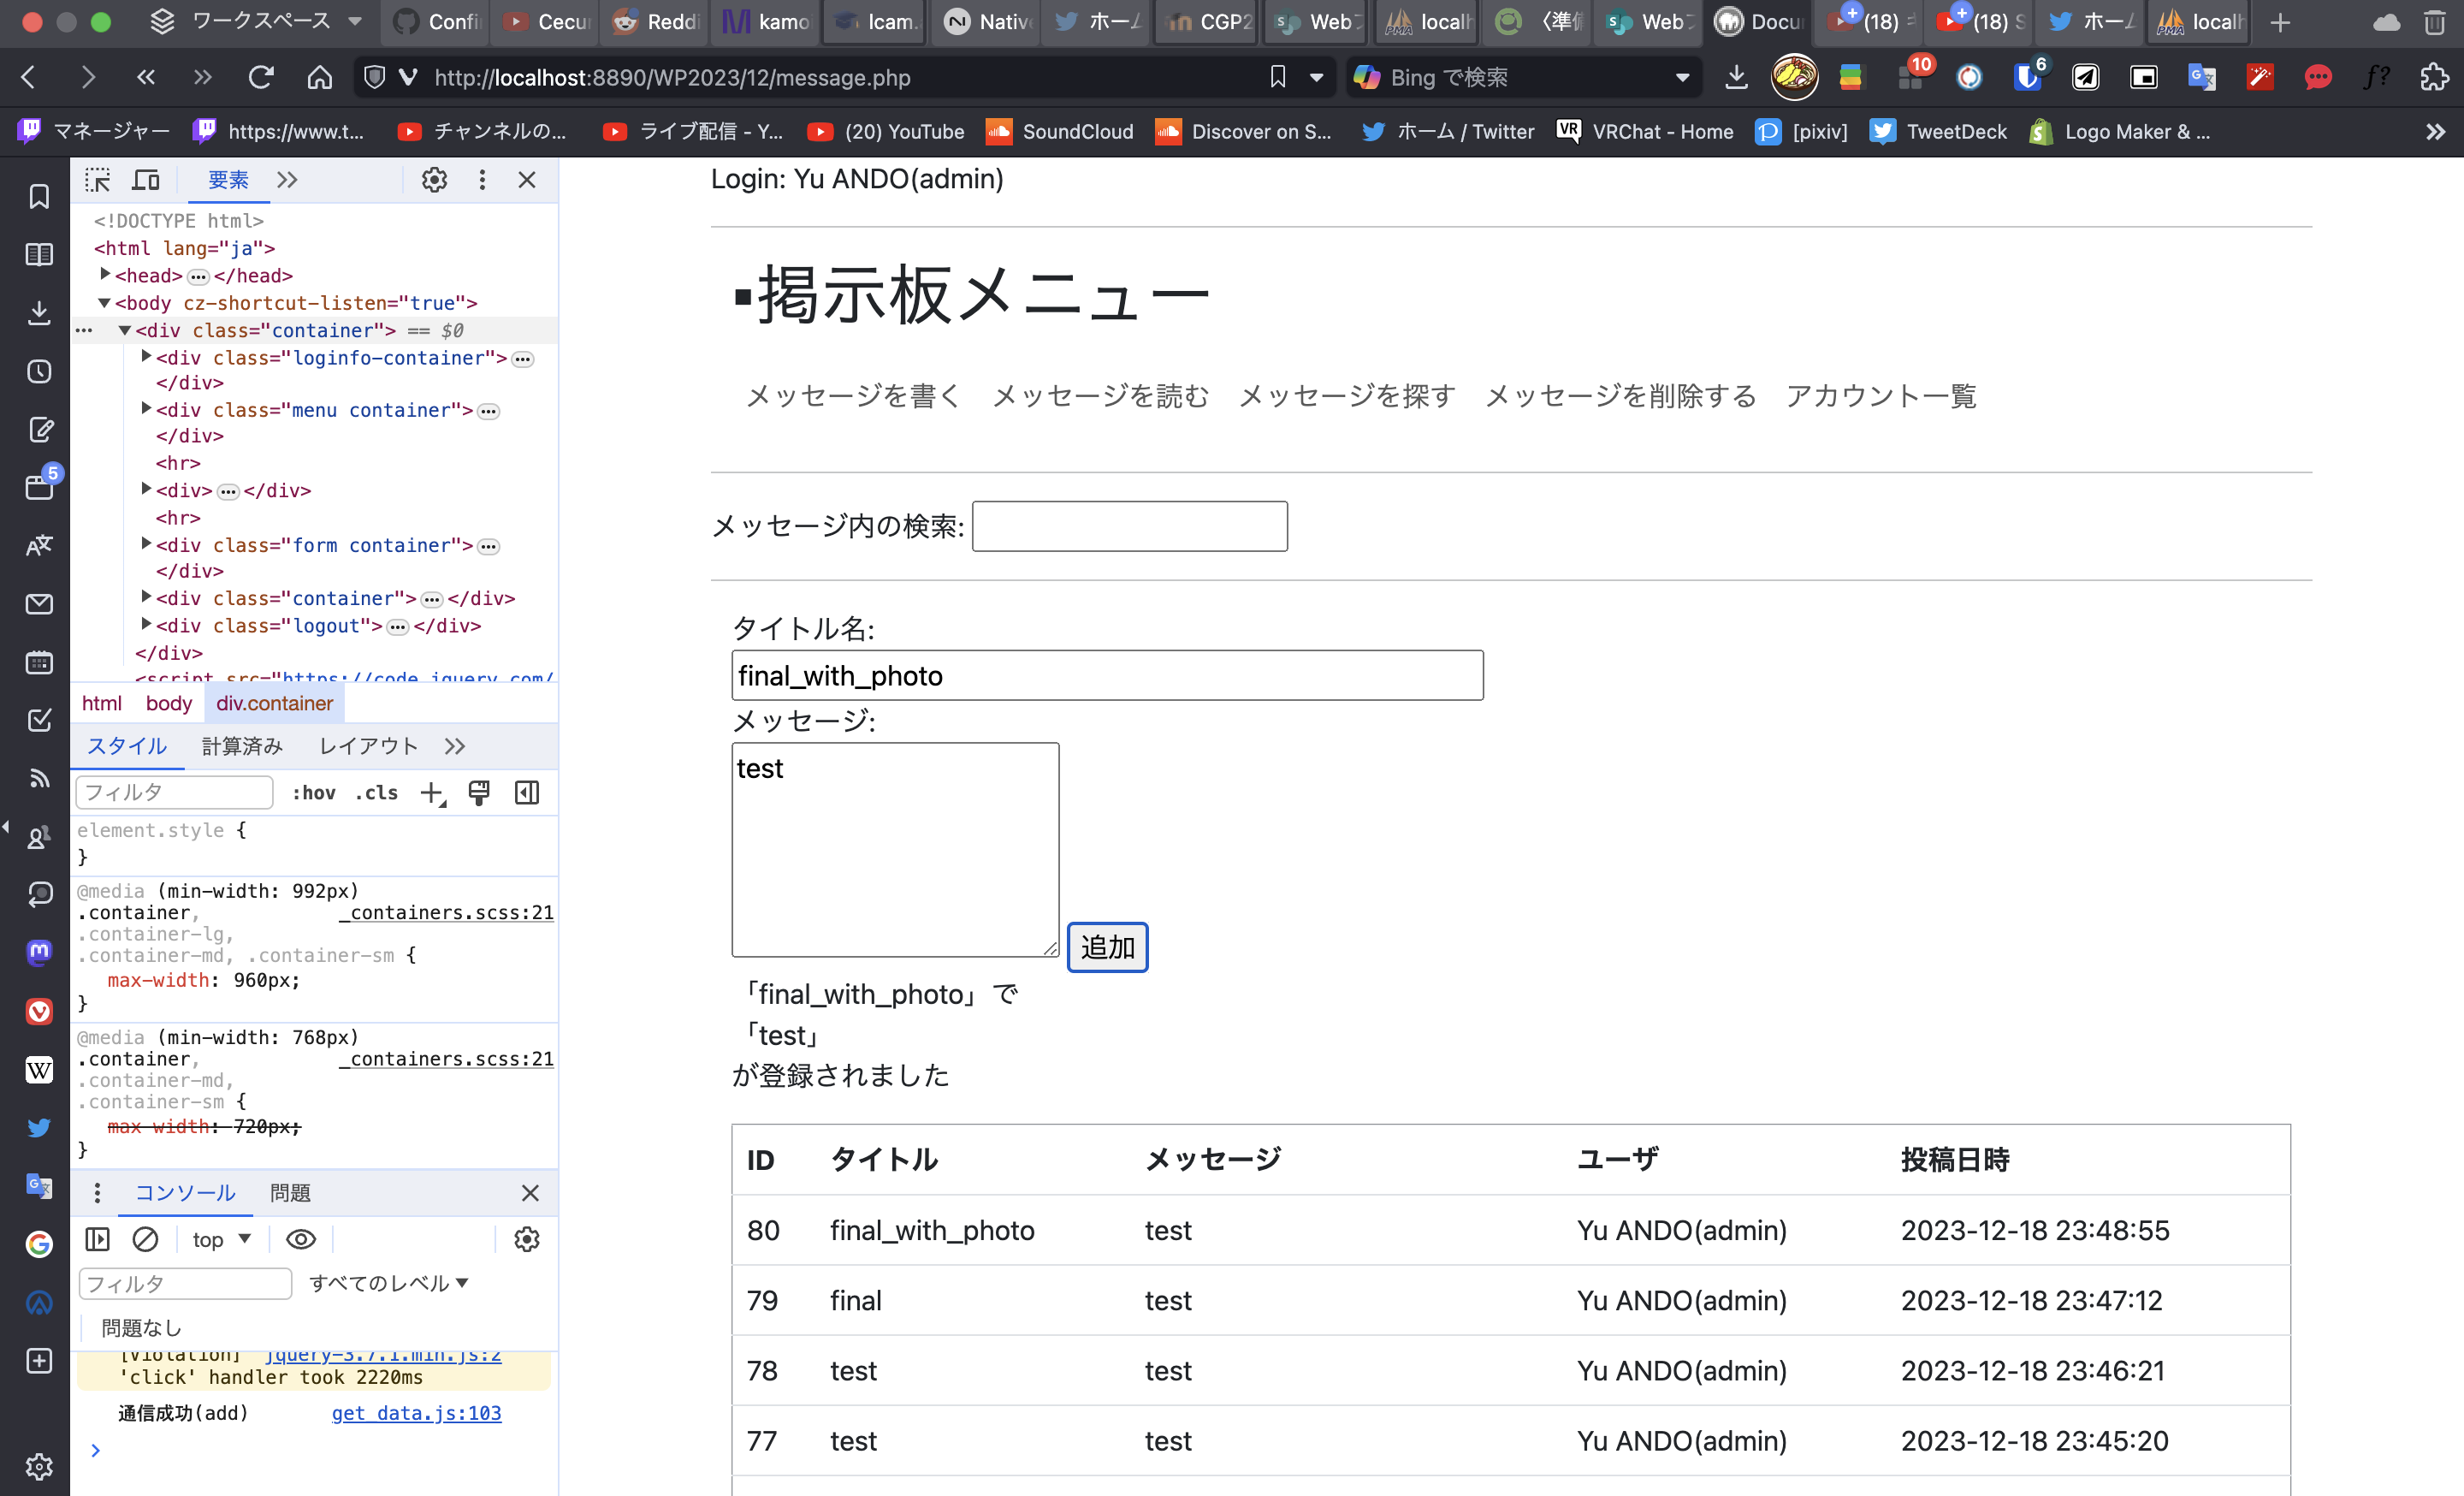 ワークスペース
Confi
Cecur
Reddi
kamo
lcam.
Nativ
ホーム
CGP2
Web
localh
〈準備
Web
Docu
(18)
(18) S
ホーム
localh
http://localhost:8890/WP2023/12/message.php
Bing で検索
10
6
マネージャー
https://www.t...
チャンネルの...
ライブ配信 - Y...
(20) YouTube
SoundCloud
Discover on S...
ホーム / Twitter
VRChat - Home
[pixiv]
TweetDeck
Logo Maker & ...
5
要素
<!DOCTYPE html>
<html lang="ja">
<head>…</head>
<body cz-shortcut-listen="true">
<div class="container"> == $0
<div class="loginfo-container">…
</div>
<div class="menu container">…
</div>
<hr>
<div>…</div>
<hr>
<div class="form container">…
</div>
<div class="container">…</div>
<div class="logout">…</div>
</div>
<script src="https://code.jquery.com/
html body div.container
スタイル 計算済み レイアウト
フィルタ :hov .cls
element.style {
}
@media (min-width: 992px)
.container, _containers.scss:21
.container-lg,
.container-md, .container-sm {
max-width: 960px;
}
@media (min-width: 768px)
.container, _containers.scss:21
.container-md,
.container-sm {
max-width: 720px;
}
コンソール 問題
top
フィルタ すべてのレベル
問題なし
[Violation] jquery-3.7.1.min.js:2
'click' handler took 2220ms
通信成功(add) get_data.js:103
Login: Yu ANDO(admin)
▪掲示板メニュー
メッセージを書く メッセージを読む メッセージを探す メッセージを削除する アカウント一覧
メッセージ内の検索:
タイトル名:
final_with_photo
メッセージ:
test
追加
「final_with_photo」で
「test」
が登録されました
ID タイトル メッセージ ユーザ 投稿日時
80 final_with_photo test Yu ANDO(admin) 2023-12-18 23:48:55
79 final test Yu ANDO(admin) 2023-12-18 23:47:12
78 test test Yu ANDO(admin) 2023-12-18 23:46:21
77 test test Yu ANDO(admin) 2023-12-18 23:45:20